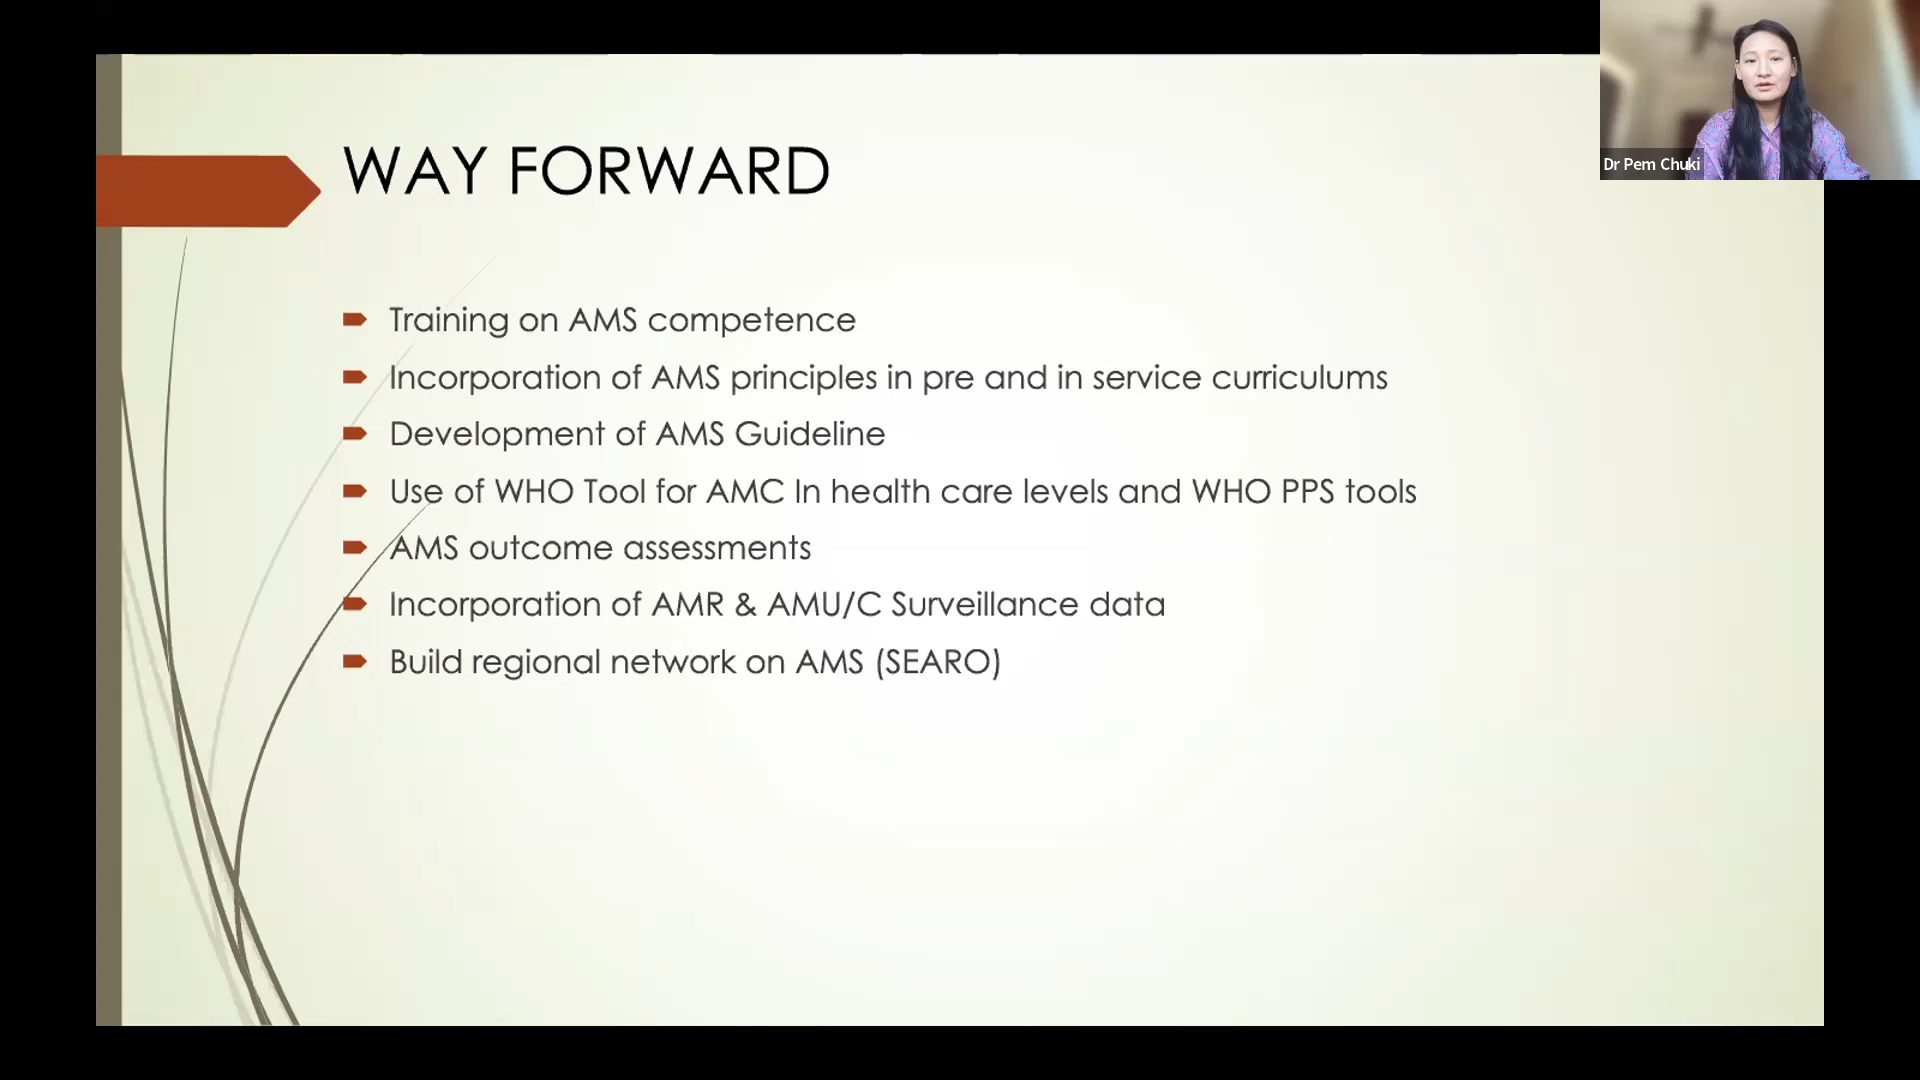 WAY FORWARD
Training on AMS competence
Incorporation of AMS principles in pre and in service curriculums
Development of AMS Guideline
Use of WHO Tool for AMC In health care levels and WHO PPS tools
AMS outcome assessments
Incorporation of AMR & AMU/C Surveillance data
Build regional network on AMS (SEARO)
Dr Pem Chuki